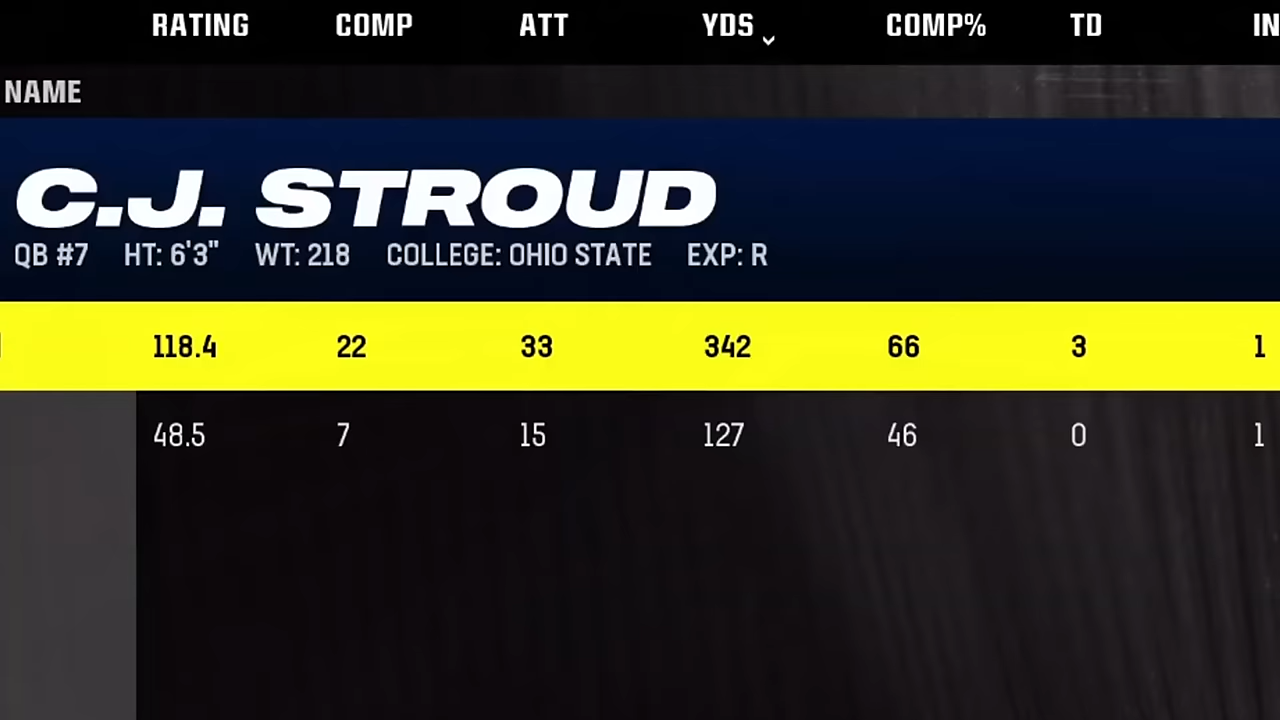 RATING COMP ATT YDS COMP% TD IN
NAME
C.J. STROUD
QB #7 HT: 6'3" WT: 218 COLLEGE: OHIO STATE EXP: R
118.4 22 33 342 66 3 1
48.5 7 15 127 46 0 1